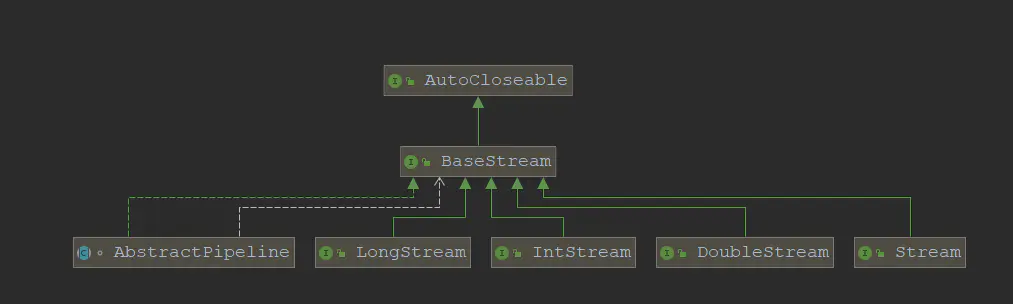 AutoCloseable
BaseStream
AbstractPipeline
LongStream
IntStream
DoubleStream
Stream